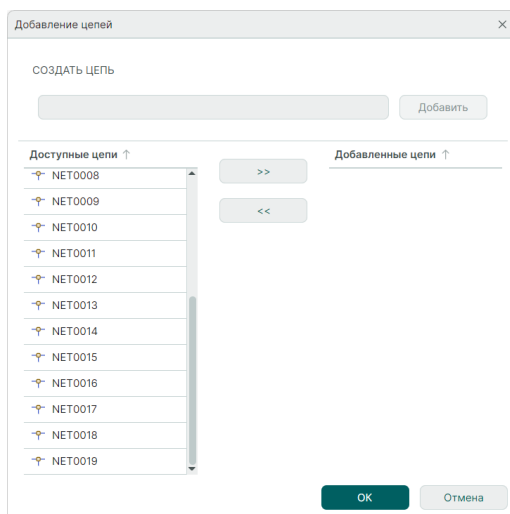 Добавление цепей
СОЗДАТЬ ЦЕПЬ
Добавить
Доступные цепи
NET0008
NET0009
NET0010
NET0011
NET0012
NET0013
NET0014
NET0015
NET0016
NET0017
NET0018
NET0019
>>
<<
Добавленные цепи
OK
Отмена